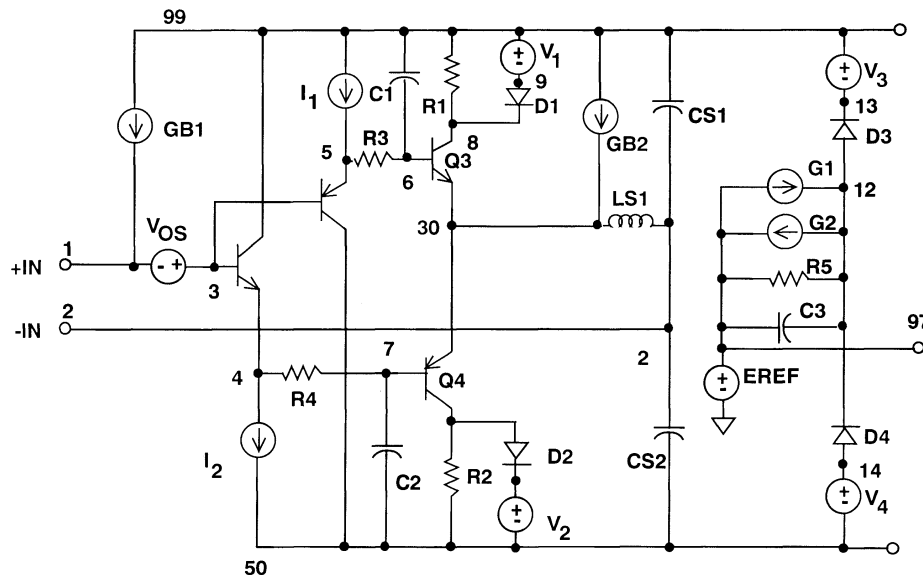 99
V1
9
D1
I1
C1
R1
8
Q3
GB1
5
R3
6
GB2
CS1
V3
13
D3
G1
12
G2
R5
C3
97
LS1
30
VOS
- +
1
+IN
3
2
-IN
2
7
4
R4
Q4
EREF
D4
14
V4
I2
C2
R2
D2
V2
CS2
50